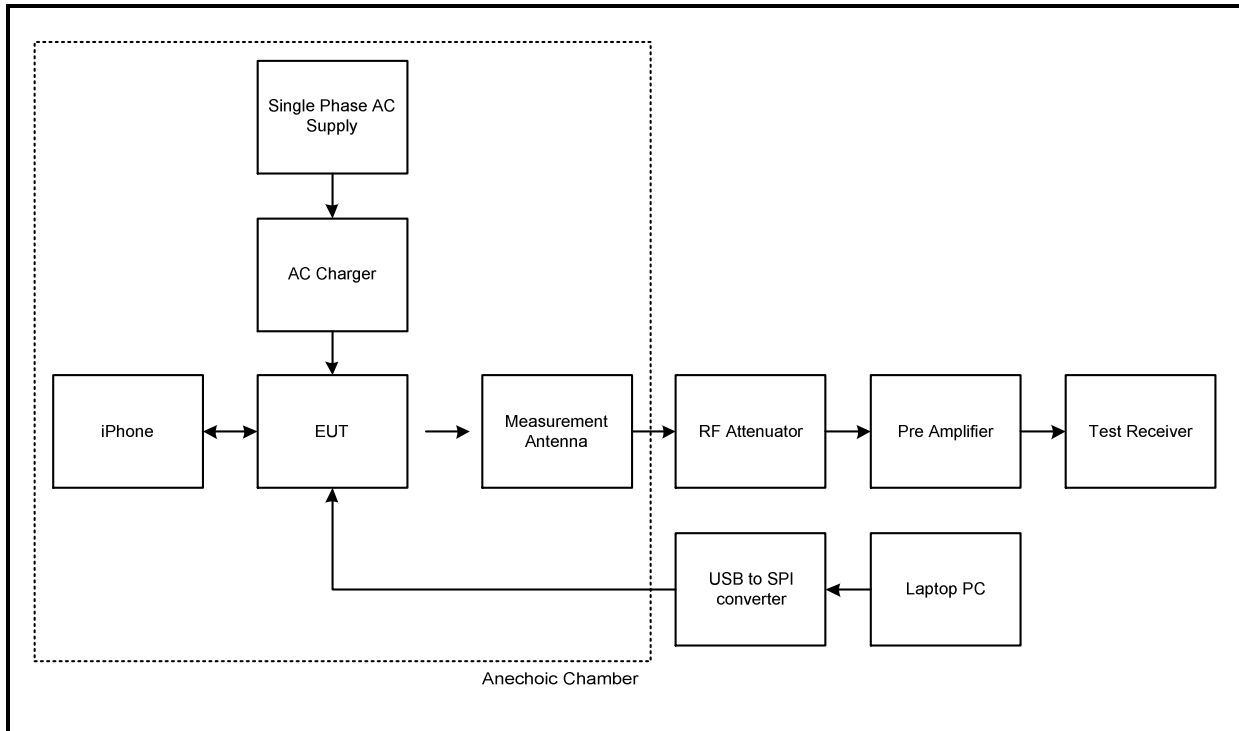 Single Phase AC
Supply
AC Charger
iPhone
EUT
Measurement
Antenna
RF Attenuator
Pre Amplifier
Test Receiver
USB to SPI
converter
Laptop PC
Anechoic Chamber